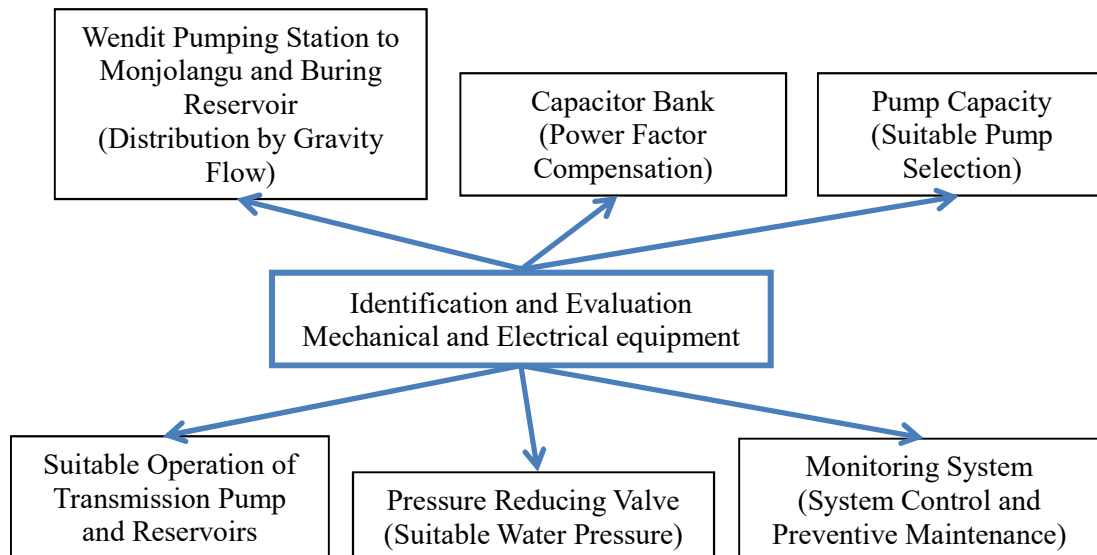 Wendit Pumping Station to
Monjolangu and Buring
Reservoir
(Distribution by Gravity
Flow)
Capacitor Bank
(Power Factor
Compensation)
Pump Capacity
(Suitable Pump
Selection)
Identification and Evaluation
Mechanical and Electrical equipment
Suitable Operation of
Transmission Pump
and Reservoirs
Pressure Reducing Valve
(Suitable Water Pressure)
Monitoring System
(System Control and
Preventive Maintenance)